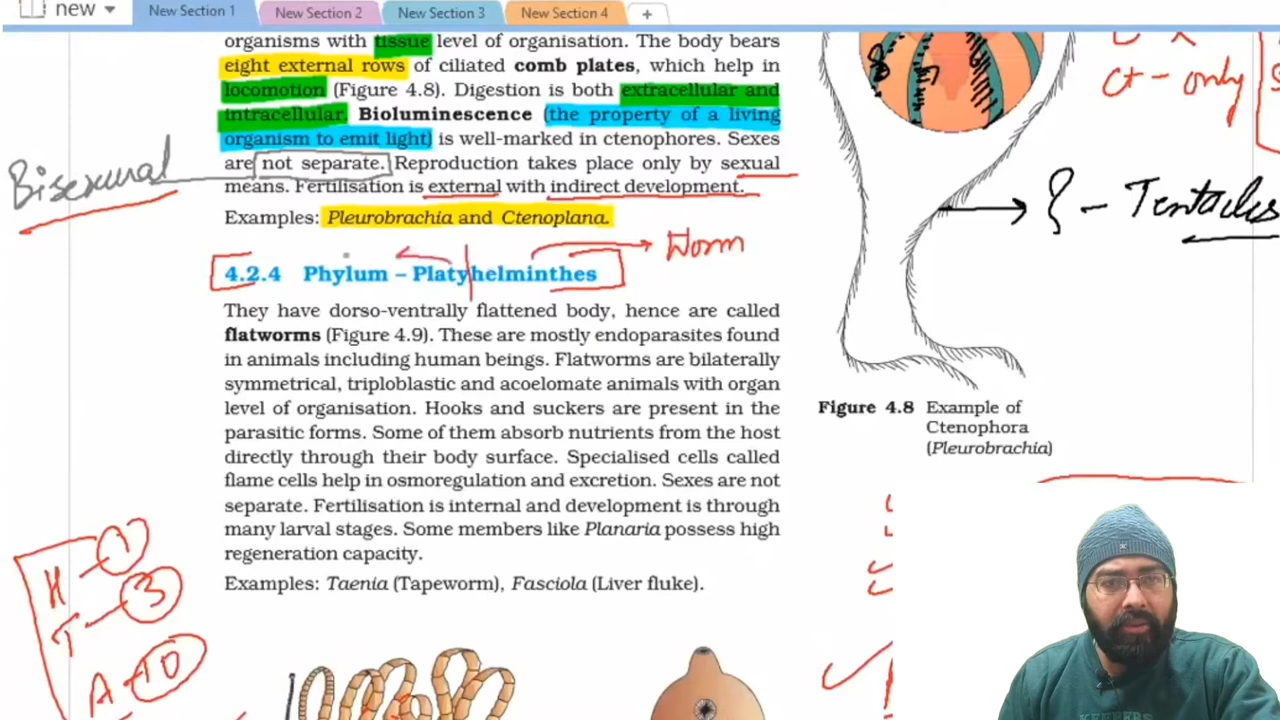 new
New Section 1
New Section 2
New Section 3
New Section 4
+
organisms with tissue level of organisation. The body bears
eight external rows of ciliated comb plates, which help in
locomotion (Figure 4.8). Digestion is both extracellular and
intracellular. Bioluminescence (the property of a living
organism to emit light) is well-marked in ctenophores. Sexes
are not separate. Reproduction takes place only by sexual
means. Fertilisation is external with indirect development.
Examples: Pleurobrachia and Ctenoplana.
Bisexual
Worm
4.2.4 Phylum – Platyhelminthes
They have dorso-ventrally flattened body, hence are called
flatworms (Figure 4.9). These are mostly endoparasites found
in animals including human beings. Flatworms are bilaterally
symmetrical, triploblastic and acoelomate animals with organ
level of organisation. Hooks and suckers are present in the
parasitic forms. Some of them absorb nutrients from the host
directly through their body surface. Specialised cells called
flame cells help in osmoregulation and excretion. Sexes are not
separate. Fertilisation is internal and development is through
many larval stages. Some members like Planaria possess high
regeneration capacity.
Examples: Taenia (Tapeworm), Fasciola (Liver fluke).
H - 1
T - 3
A - 10
ct - only
8 - Tentacles
Figure 4.8 Example of
Ctenophora
(Pleurobrachia)